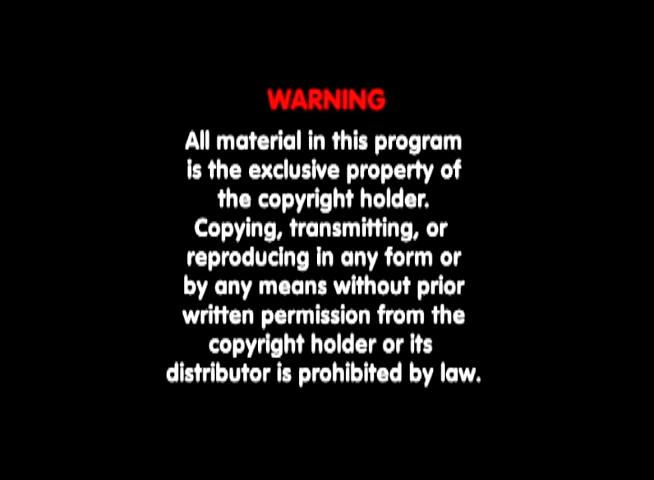 WARNING
All material in this program
is the exclusive property of
the copyright holder.
Copying, transmitting, or
reproducing in any form or
by any means without prior
written permission from the
copyright holder or its
distributor is prohibited by law.